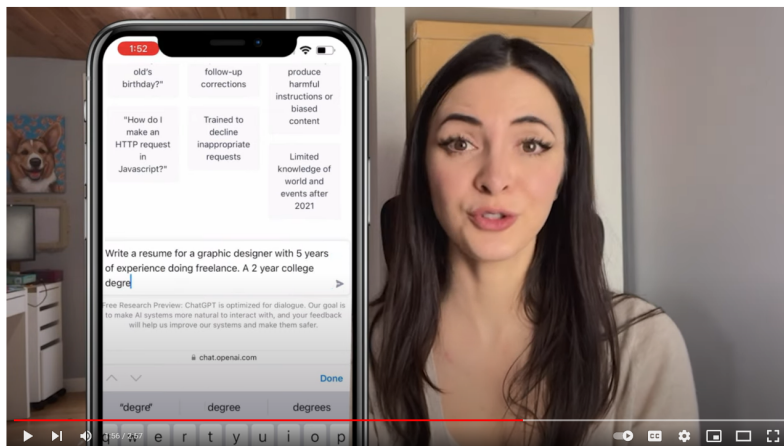 1:52
old's
birthday?"
follow-up
corrections
produce
harmful
instructions or
biased
content
"How do I
make an
HTTP request
in
Javascript?"
Trained to
decline
inappropriate
requests
Limited
knowledge of
world and
events after
2021
Write a resume for a graphic designer with 5 years
of experience doing freelance. A 2 year college
degre
Free Research Preview: ChatGPT is optimized for dialogue. Our goal is
to make AI systems more natural to interact with, and your feedback
will help us improve our systems and make them safer.
chat.openai.com
Done
"degre" degree degrees
q w e r t y u i o p
CC